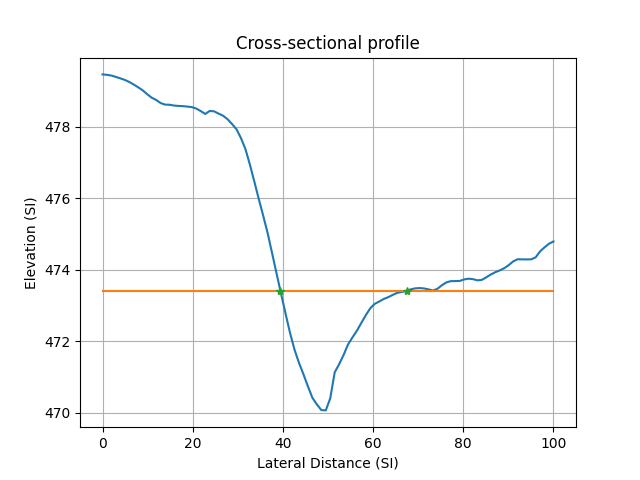 Cross-sectional profile
478
476
474
472
470
Elevation (SI)
0 20 40 60 80 100
Lateral Distance (SI)